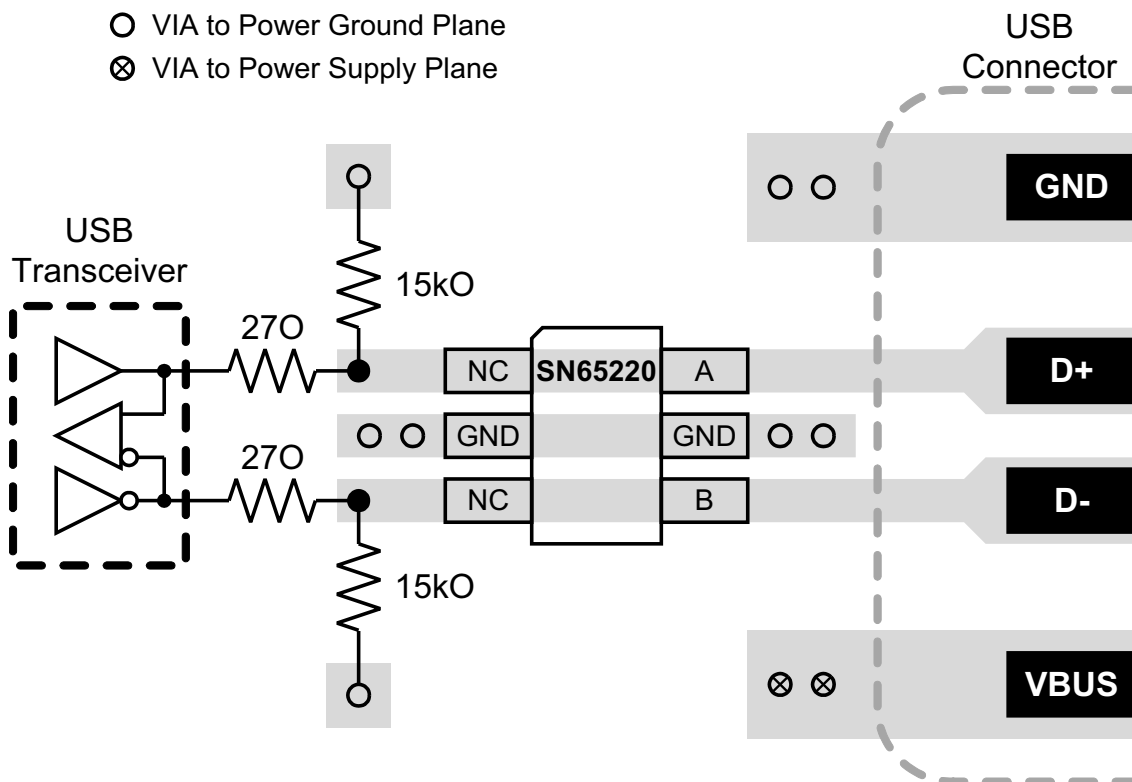 VIA to Power Ground Plane
VIA to Power Supply Plane
USB
Connector
GND
USB
Transceiver
15kO
27O
NC
SN65220
A
D+
GND
GND
27O
NC
B
D-
15kO
VBUS